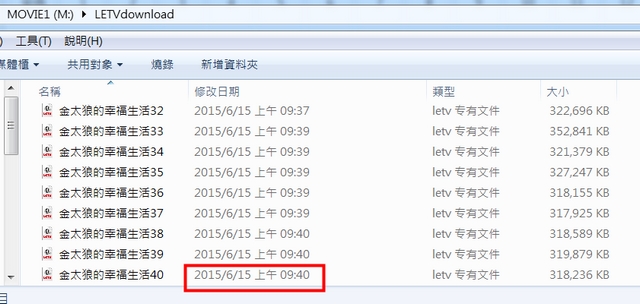 MOVIE1 (M:) ▸ LETVdownload
) 工具(T) 說明(H)
媒體櫃 共用對象 燒錄 新增資料夾
名稱 修改日期 類型 大小
金太狼的幸福生活32 2015/6/15 上午 09:37 letv 专有文件 322,696 KB
金太狼的幸福生活33 2015/6/15 上午 09:39 letv 专有文件 352,841 KB
金太狼的幸福生活34 2015/6/15 上午 09:39 letv 专有文件 321,379 KB
金太狼的幸福生活35 2015/6/15 上午 09:39 letv 专有文件 327,247 KB
金太狼的幸福生活36 2015/6/15 上午 09:39 letv 专有文件 318,155 KB
金太狼的幸福生活37 2015/6/15 上午 09:39 letv 专有文件 317,925 KB
金太狼的幸福生活38 2015/6/15 上午 09:40 letv 专有文件 318,589 KB
金太狼的幸福生活39 2015/6/15 上午 09:40 letv 专有文件 319,879 KB
金太狼的幸福生活40 2015/6/15 上午 09:40 letv 专有文件 318,236 KB